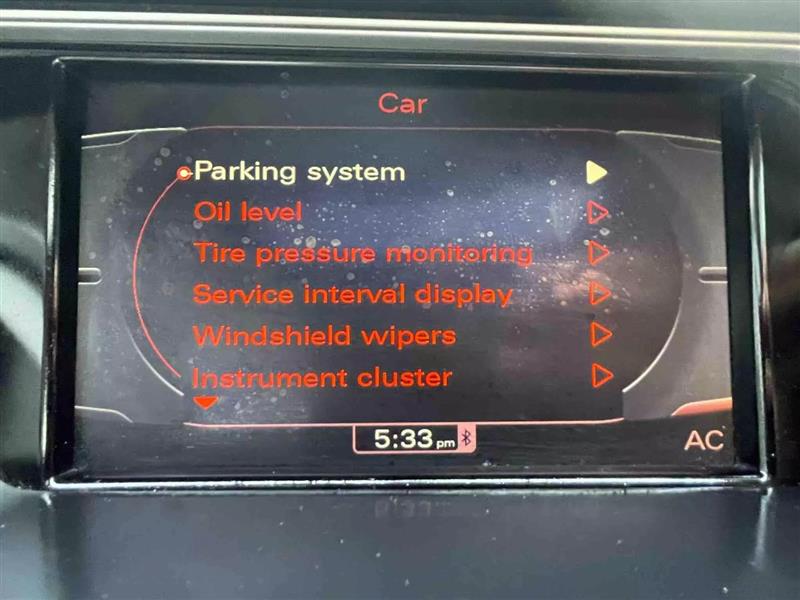 Car
Parking system
Oil level
Tire pressure monitoring
Service interval display
Windshield wipers
Instrument cluster
5:33 pm
AC